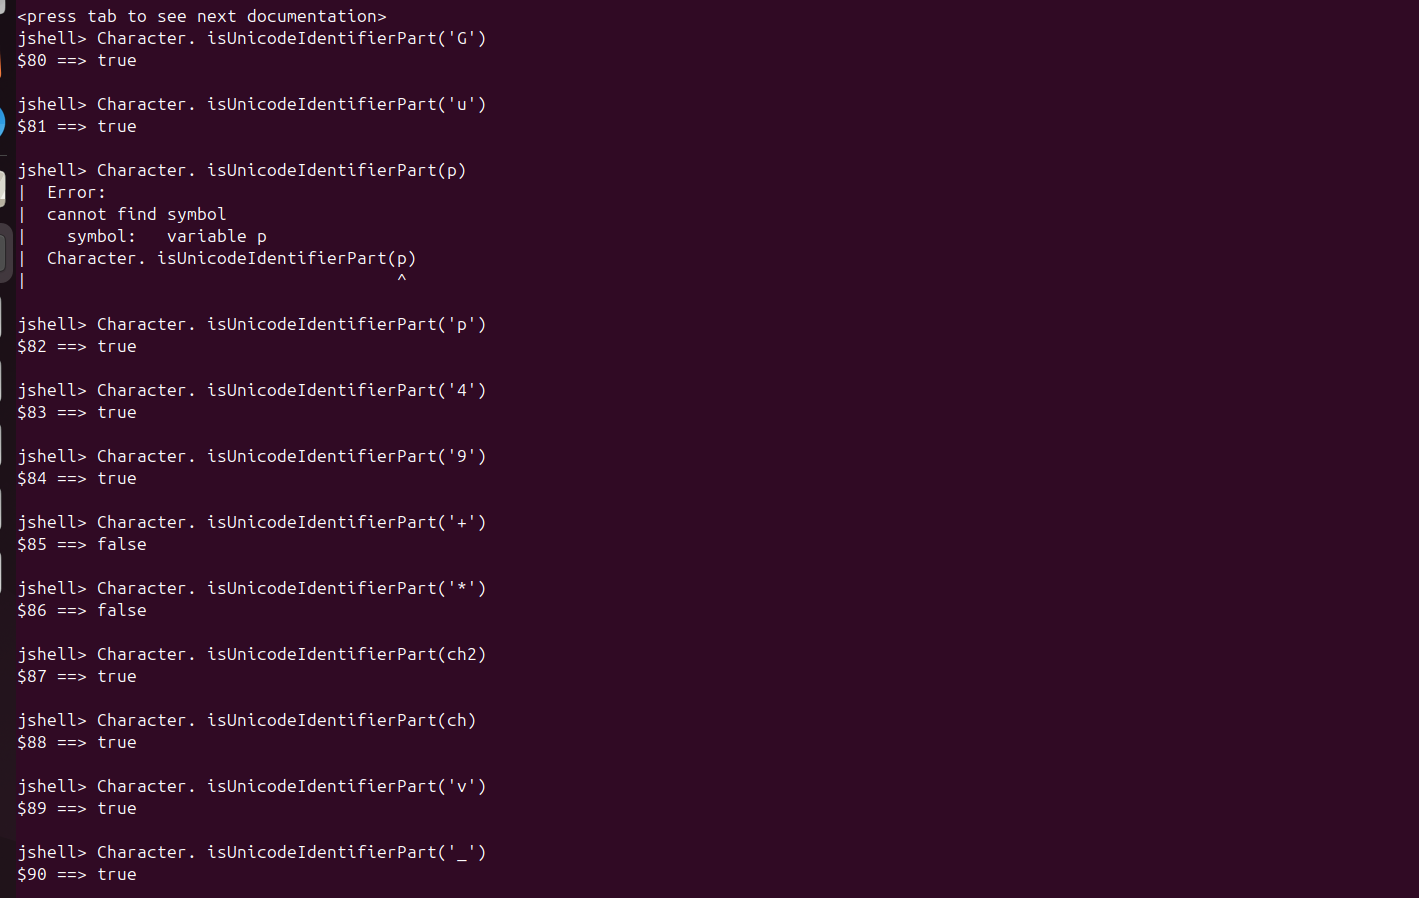 <press tab to see next documentation>
jshell> Character. isUnicodeIdentifierPart('G')
$80 ==> true
jshell> Character. isUnicodeIdentifierPart('u')
$81 ==> true
jshell> Character. isUnicodeIdentifierPart(p)
|  Error:
|  cannot find symbol
|    symbol:   variable p
|  Character. isUnicodeIdentifierPart(p)
|                                     ^
jshell> Character. isUnicodeIdentifierPart('p')
$82 ==> true
jshell> Character. isUnicodeIdentifierPart('4')
$83 ==> true
jshell> Character. isUnicodeIdentifierPart('9')
$84 ==> true
jshell> Character. isUnicodeIdentifierPart('+')
$85 ==> false
jshell> Character. isUnicodeIdentifierPart('*')
$86 ==> false
jshell> Character. isUnicodeIdentifierPart(ch2)
$87 ==> true
jshell> Character. isUnicodeIdentifierPart(ch)
$88 ==> true
jshell> Character. isUnicodeIdentifierPart('v')
$89 ==> true
jshell> Character. isUnicodeIdentifierPart('_')
$90 ==> true